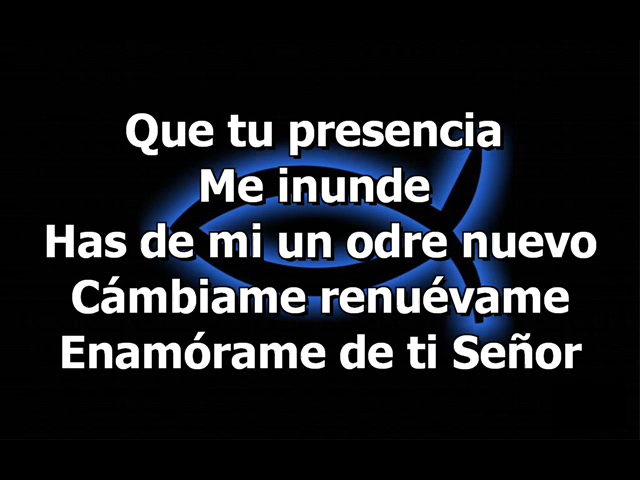 Que tu presencia
Me inunde
Has de mi un odre nuevo
Cámbiame renuévame
Enamórame de ti Señor